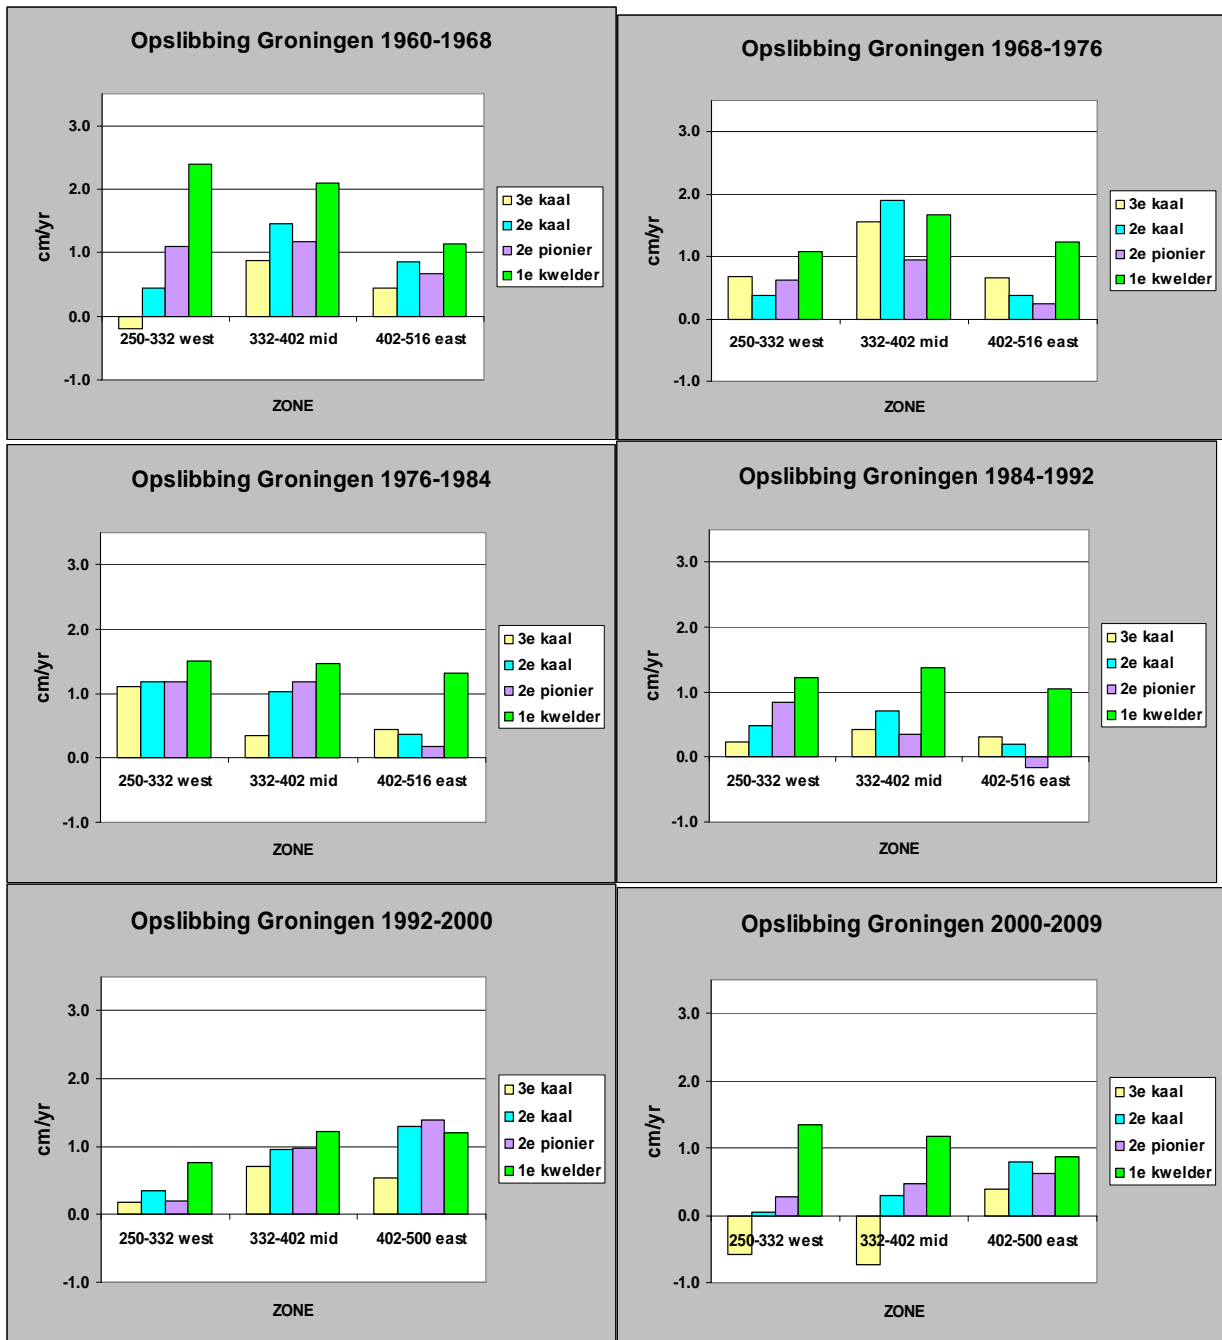 Opslibbing Groningen 1960-1968
3.0
2.0
1.0
0.0
-1.0
cm/yr
250-332 west 332-402 mid 402-516 east
ZONE
3e kaal
2e kaal
2e pionier
1e kwelder
Opslibbing Groningen 1968-1976
3.0
2.0
1.0
0.0
-1.0
cm/yr
250-332 west 332-402 mid 402-516 east
ZONE
3e kaal
2e kaal
2e pionier
1e kwelder
Opslibbing Groningen 1976-1984
3.0
2.0
1.0
0.0
-1.0
cm/yr
250-332 west 332-402 mid 402-516 east
ZONE
3e kaal
2e kaal
2e pionier
1e kwelder
Opslibbing Groningen 1984-1992
3.0
2.0
1.0
0.0
-1.0
cm/yr
250-332 west 332-402 mid 402-516 east
ZONE
3e kaal
2e kaal
2e pionier
1e kwelder
Opslibbing Groningen 1992-2000
3.0
2.0
1.0
0.0
-1.0
cm/yr
250-332 west 332-402 mid 402-500 east
ZONE
3e kaal
2e kaal
2e pionier
1e kwelder
Opslibbing Groningen 2000-2009
3.0
2.0
1.0
0.0
-1.0
cm/yr
250-332 west 332-402 mid 402-500 east
ZONE
3e kaal
2e kaal
2e pionier
1e kwelder